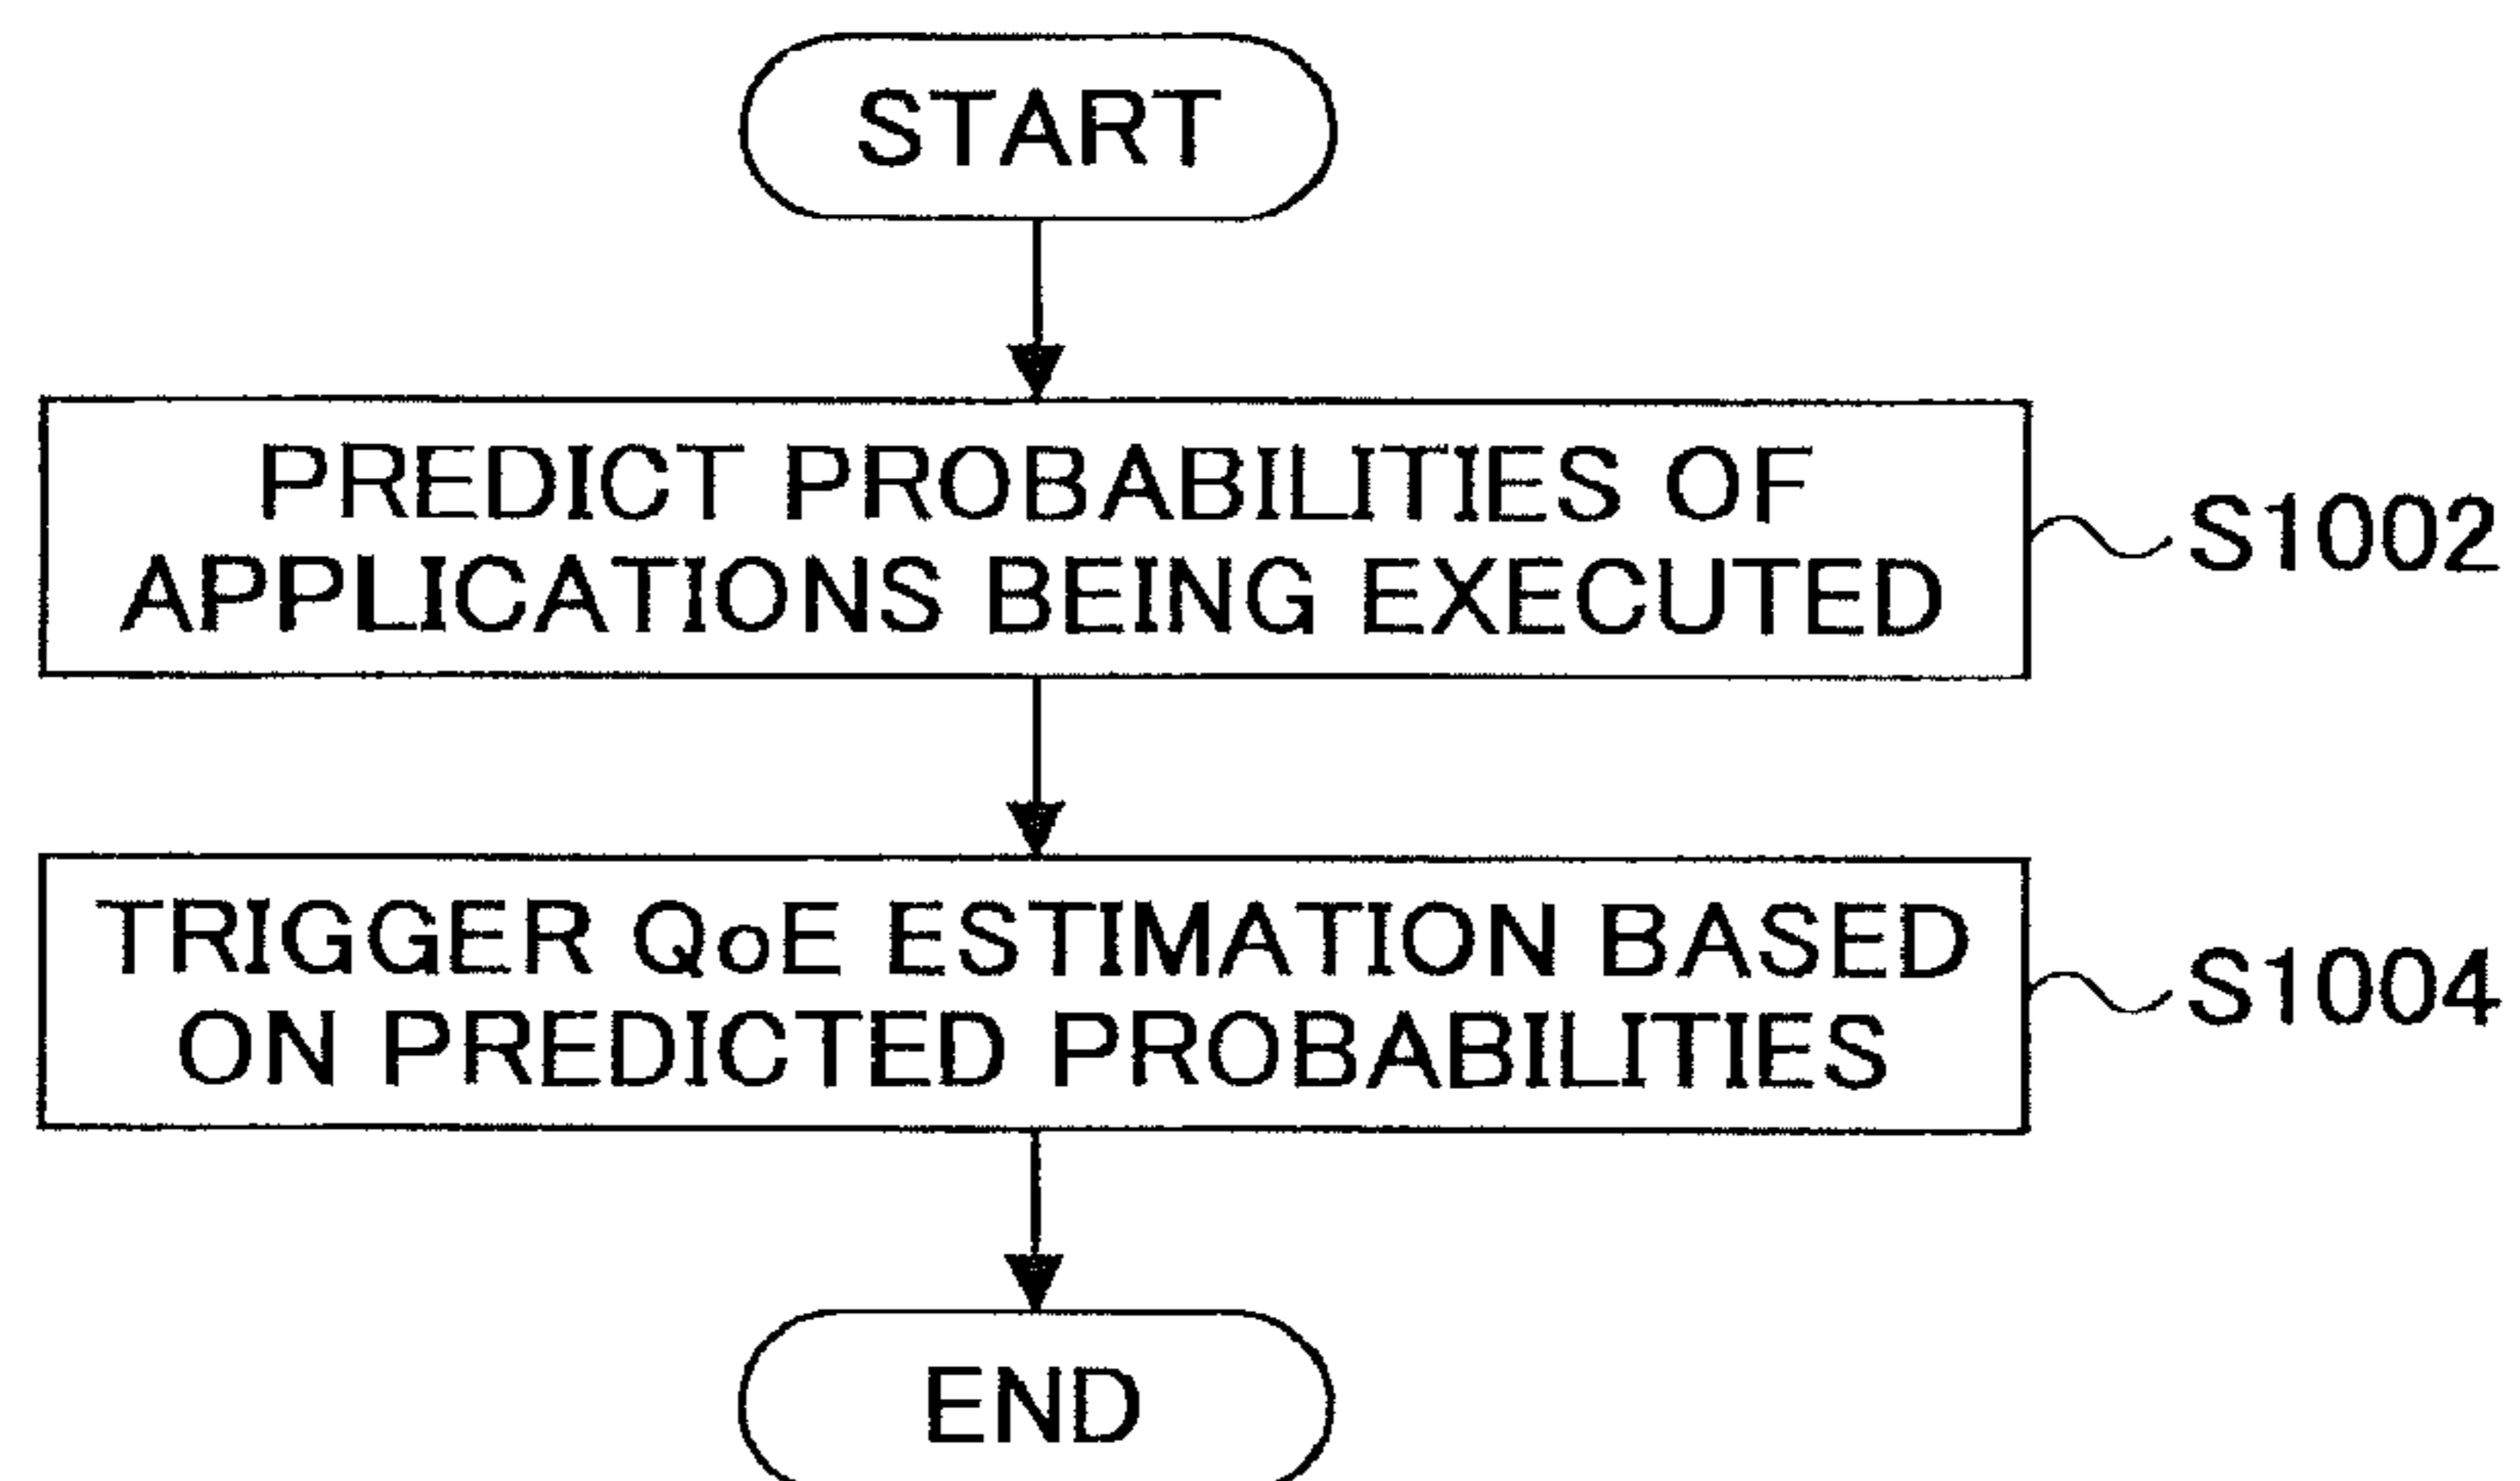 START
PREDICT PROBABILITIES OF
APPLICATIONS BEING EXECUTED
S1002
TRIGGER QoE ESTIMATION BASED
ON PREDICTED PROBABILITIES
S1004
END